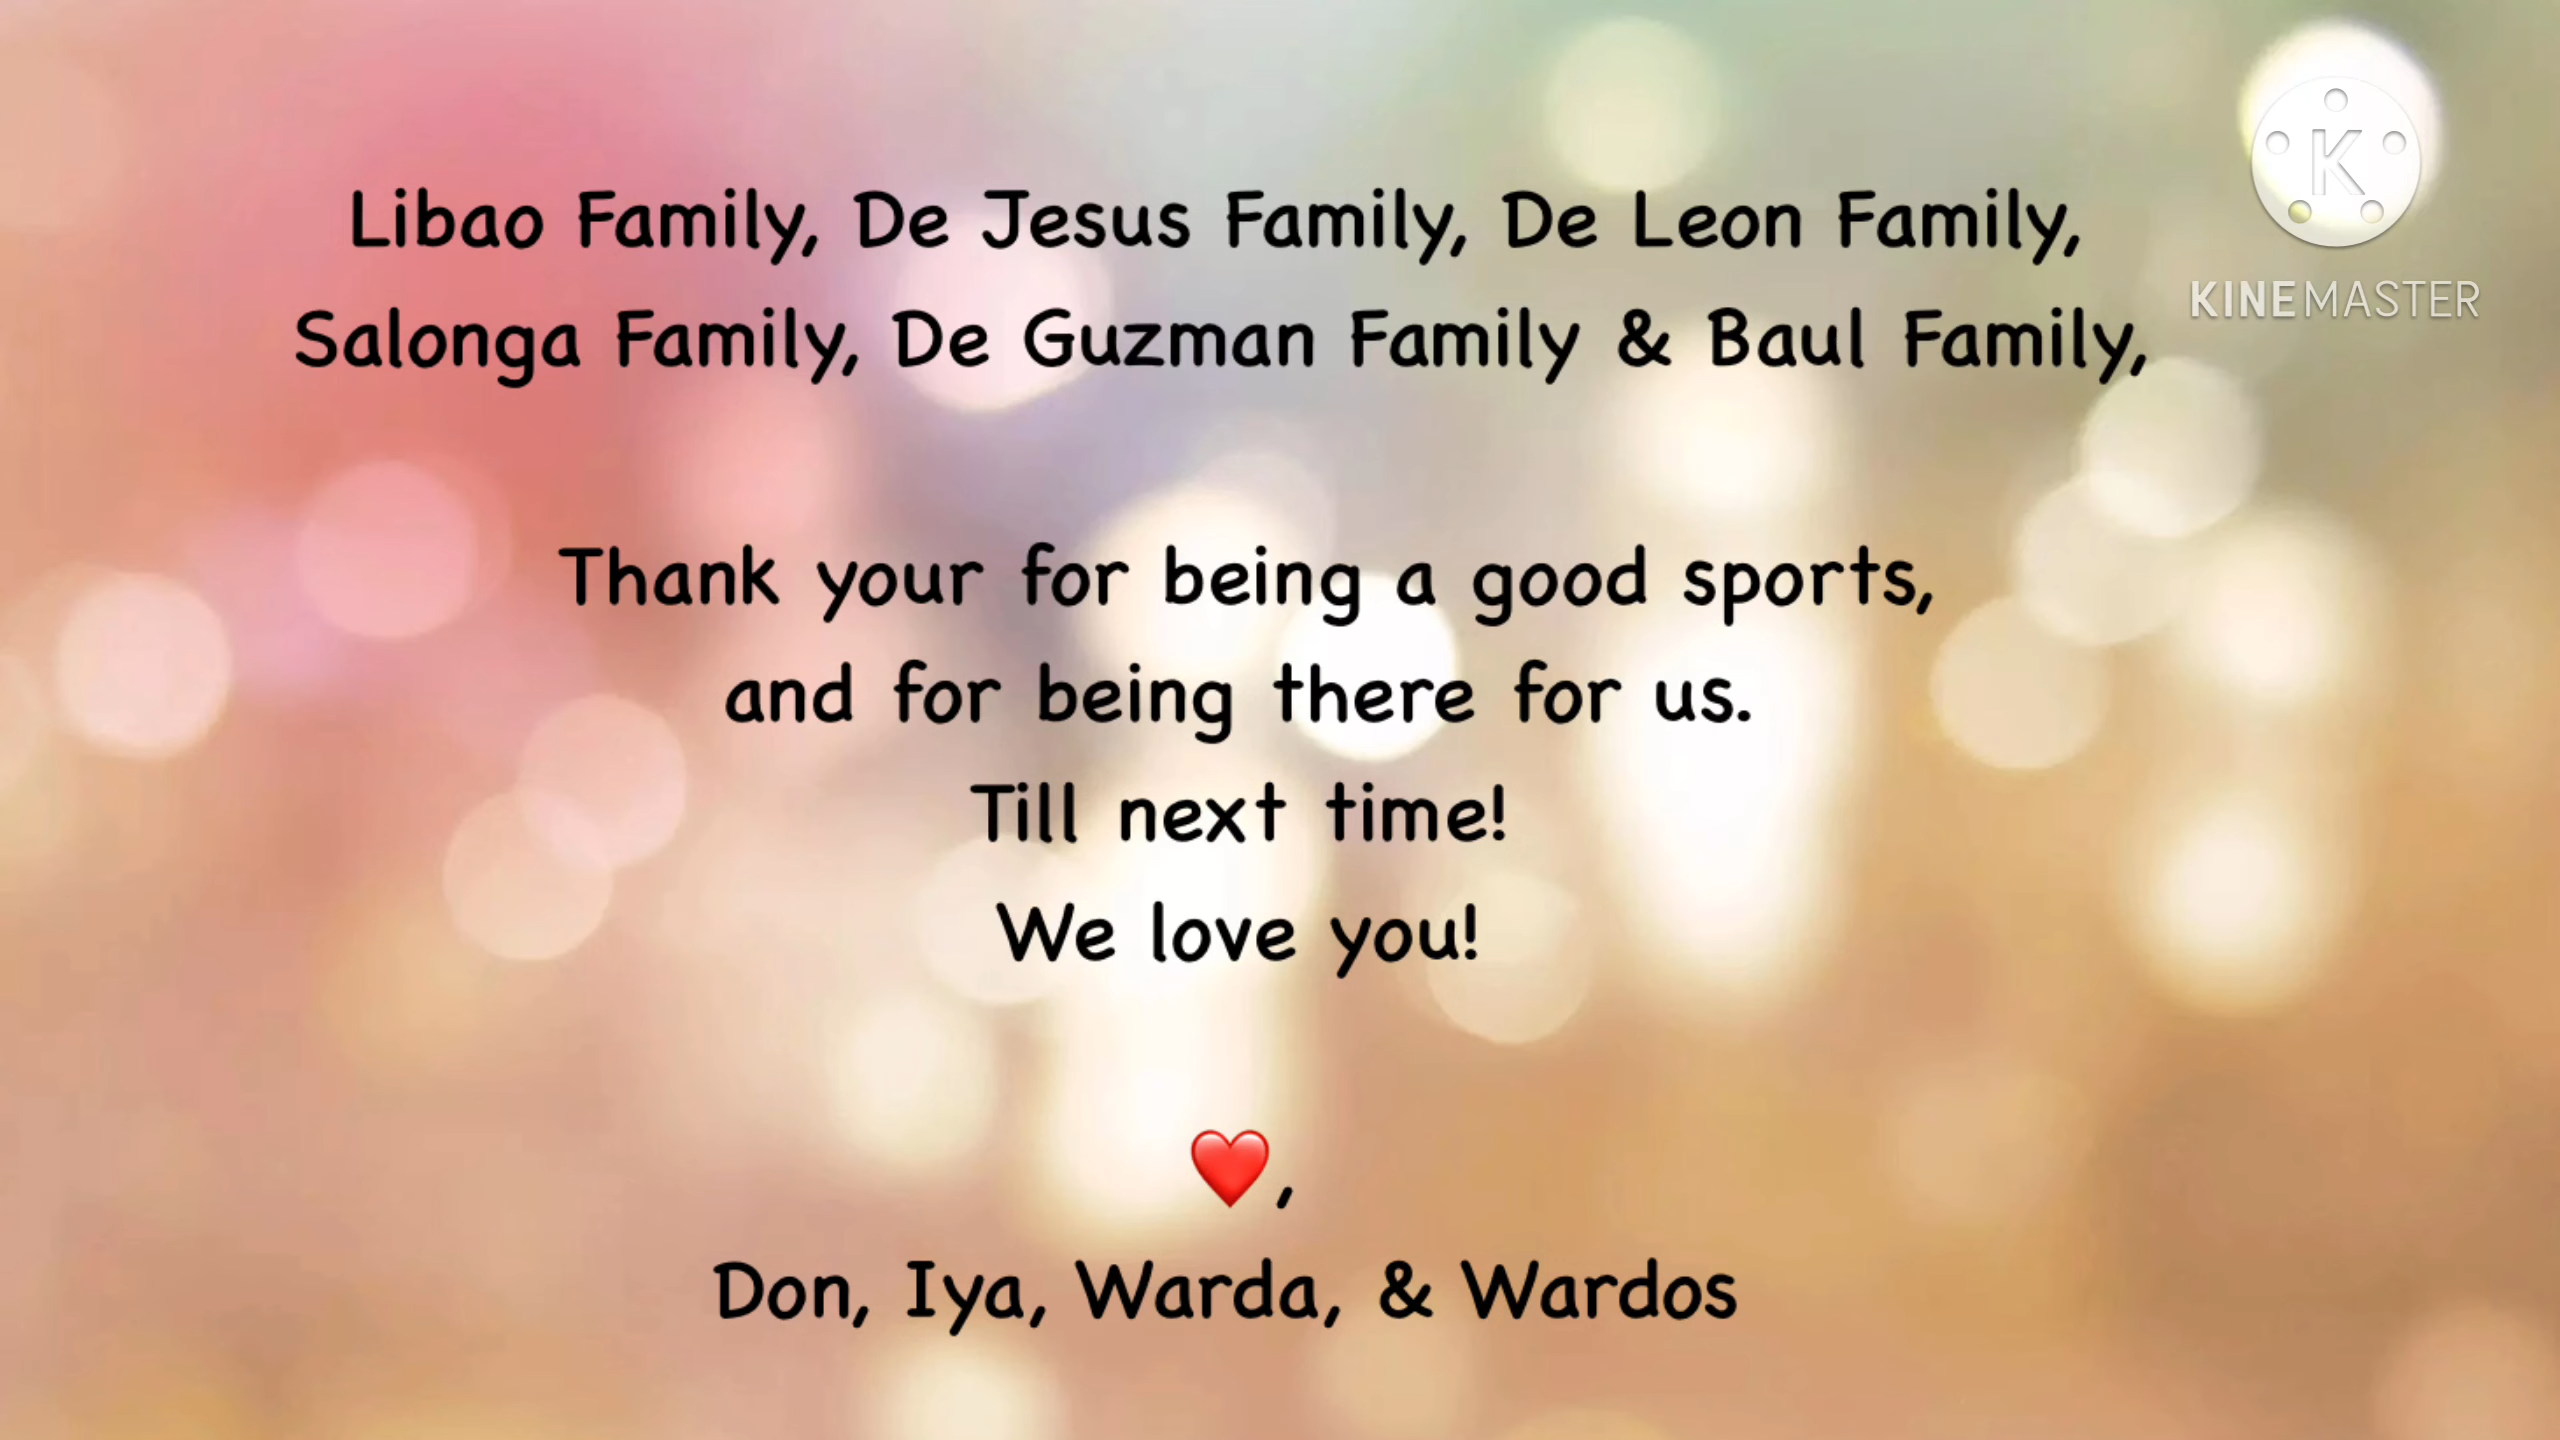 Libao Family, De Jesus Family, De Leon Family,
Salonga Family, De Guzman Family & Baul Family,
Thank your for being a good sports,
and for being there for us.
Till next time!
We love you!
❤️,
Don, Iya, Warda, & Wardos
K
KINEMASTER